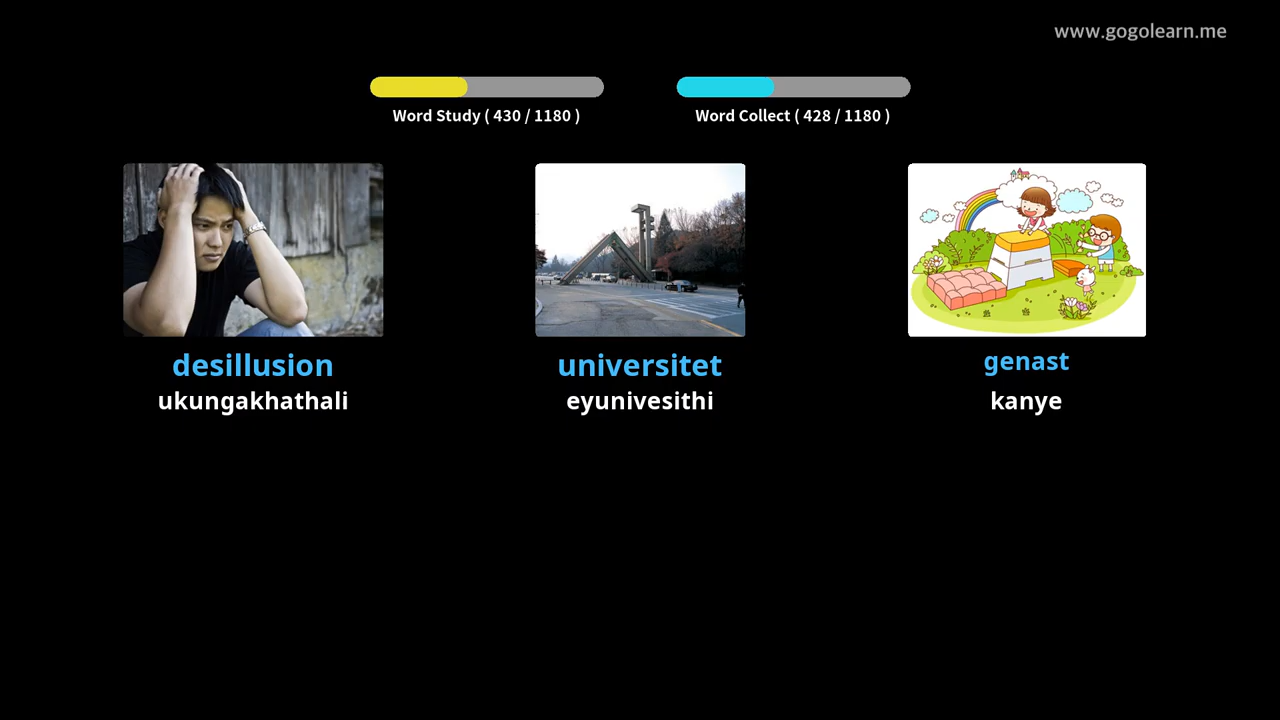 www.gogolearn.me
Word Study ( 430 / 1180 )
Word Collect ( 428 / 1180 )
desillusion
ukungakhathali
universitet
eyunivesithi
genast
kanye